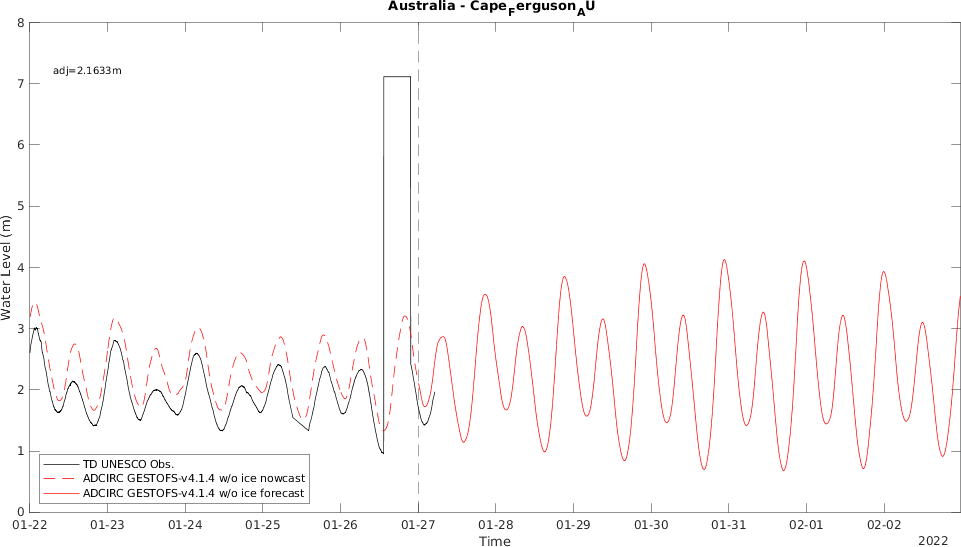 Australia - Cape_Ferguson_AU
8
adj=2.1633m
7
6
5
4
3
2
1
0
Water Level (m)
TD UNESCO Obs.
ADCIRC GESTOFS-v4.1.4 w/o ice nowcast
ADCIRC GESTOFS-v4.1.4 w/o ice forecast
01-22 01-23 01-24 01-25 01-26 01-27 01-28 01-29 01-30 01-31 02-01 02-02
Time
2022